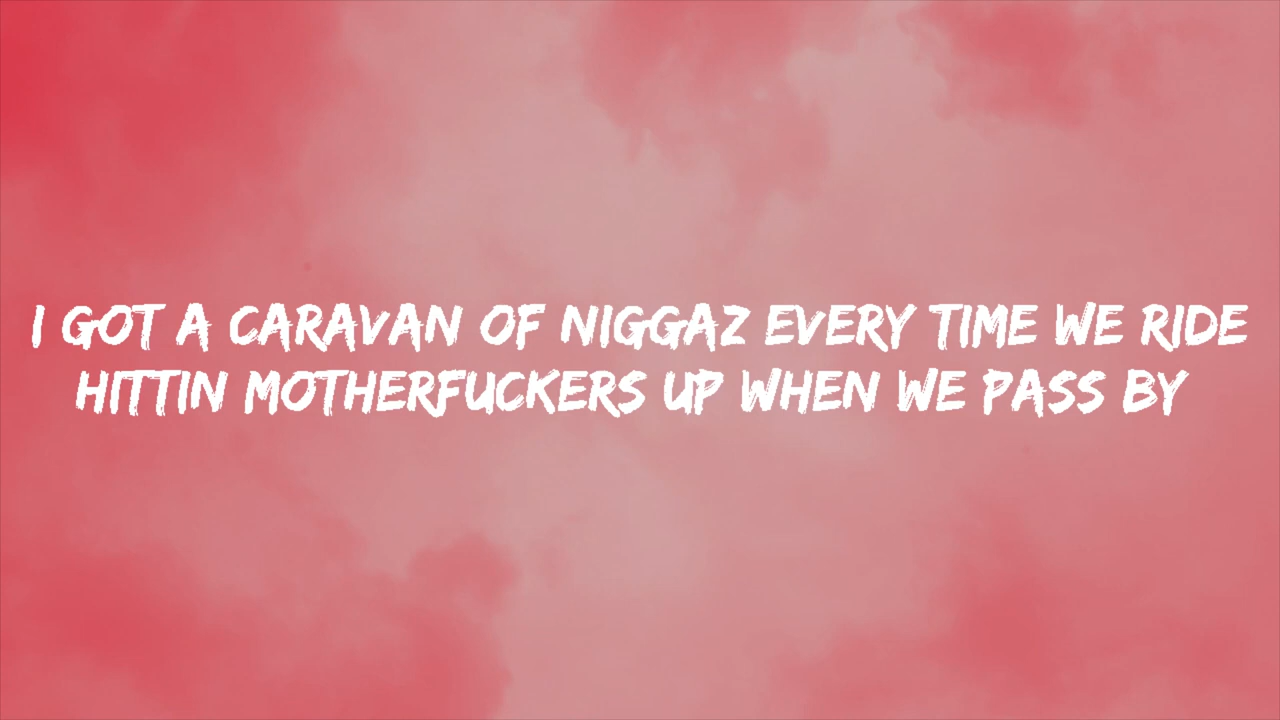 I GOT A CARAVAN OF NIGGAZ EVERY TIME WE RIDE
HITTIN MOTHERFUCKERS UP WHEN WE PASS BY